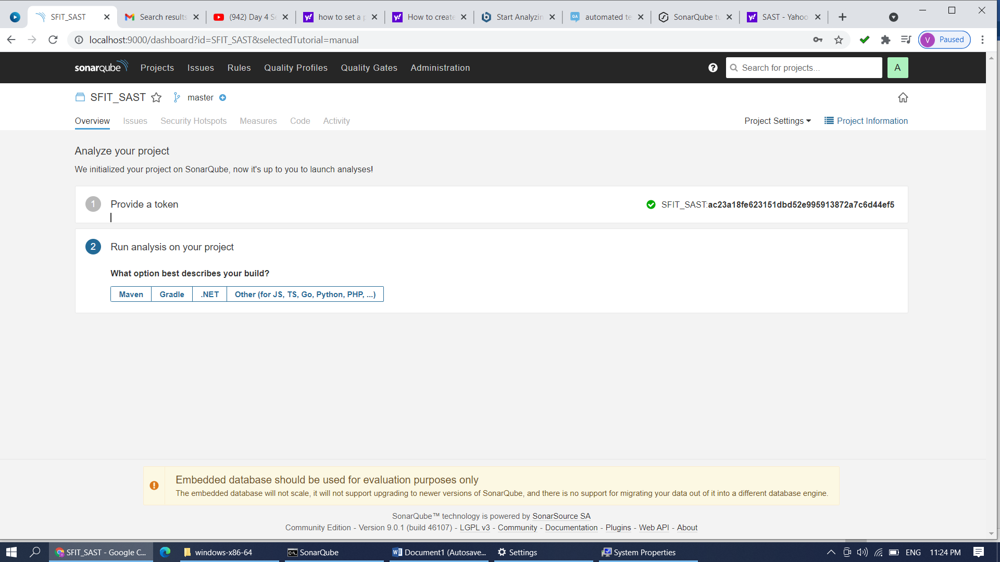 SFIT_SAST
Search results
(942) Day 4 Se
how to set a p
How to create
Start Analyzin
automated te
SonarQube tu
SAST - Yahoo
localhost:9000/dashboard?id=SFIT_SAST&selectedTutorial=manual
V Paused
sonarqube Projects Issues Rules Quality Profiles Quality Gates Administration
? Search for projects... A
SFIT_SAST master
Overview Issues Security Hotspots Measures Code Activity
Project Settings Project Information
Analyze your project
We initialized your project on SonarQube, now it's up to you to launch analyses!
1 Provide a token
SFIT_SAST:ac23a18fe623151dbd52e995913872a7c6d44ef5
2 Run analysis on your project
What option best describes your build?
Maven Gradle .NET Other (for JS, TS, Go, Python, PHP, ...)
Embedded database should be used for evaluation purposes only
The embedded database will not scale, it will not support upgrading to newer versions of SonarQube, and there is no support for migrating your data out of it into a different database engine.
SonarQube™ technology is powered by SonarSource SA
Community Edition - Version 9.0.1 (build 46107) - LGPL v3 - Community - Documentation - Plugins - Web API - About
SFIT_SAST - Google C...
windows-x86-64
SonarQube
Document1 (Autosave...
Settings
System Properties
ENG 11:24 PM